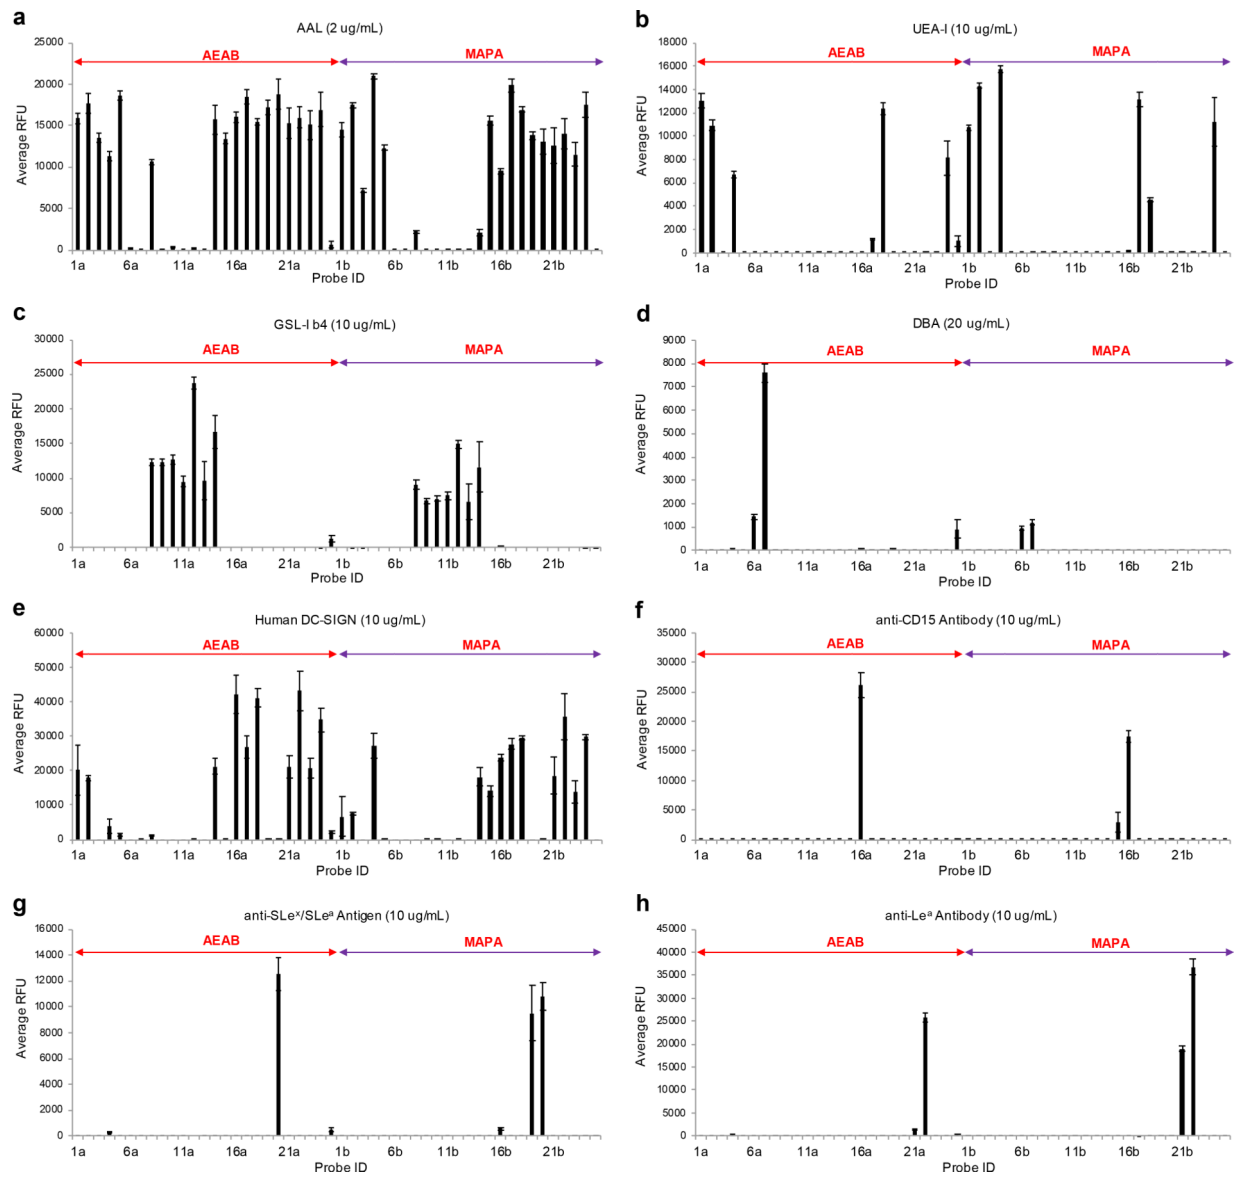 a
AAL (2 ug/mL)
AEAB
MAPA
Average RFU
25000
20000
15000
10000
5000
0
1a 6a 11a 16a 21a 1b 6b 11b 16b 21b
Probe ID
b
UEA-I (10 ug/mL)
AEAB
MAPA
Average RFU
18000
16000
14000
12000
10000
8000
6000
4000
2000
0
1a 6a 11a 16a 21a 1b 6b 11b 16b 21b
Probe ID
c
GSL-I b4 (10 ug/mL)
AEAB
MAPA
Average RFU
30000
25000
20000
15000
10000
5000
0
1a 6a 11a 16a 21a 1b 6b 11b 16b 21b
Probe ID
d
DBA (20 ug/mL)
AEAB
MAPA
Average RFU
9000
8000
7000
6000
5000
4000
3000
2000
1000
0
1a 6a 11a 16a 21a 1b 6b 11b 16b 21b
Probe ID
e
Human DC-SIGN (10 ug/mL)
AEAB
MAPA
Average RFU
60000
50000
40000
30000
20000
10000
0
1a 6a 11a 16a 21a 1b 6b 11b 16b 21b
Probe ID
f
anti-CD15 Antibody (10 ug/mL)
AEAB
MAPA
Average RFU
35000
30000
25000
20000
15000
10000
5000
0
1a 6a 11a 16a 21a 1b 6b 11b 16b 21b
Probe ID
g
anti-SLeˣ/SLeᵃ Antigen (10 ug/mL)
AEAB
MAPA
Average RFU
16000
14000
12000
10000
8000
6000
4000
2000
0
1a 6a 11a 16a 21a 1b 6b 11b 16b 21b
Probe ID
h
anti-Leᵃ Antibody (10 ug/mL)
AEAB
MAPA
Average RFU
45000
40000
35000
30000
25000
20000
15000
10000
5000
0
1a 6a 11a 16a 21a 1b 6b 11b 16b 21b
Probe ID